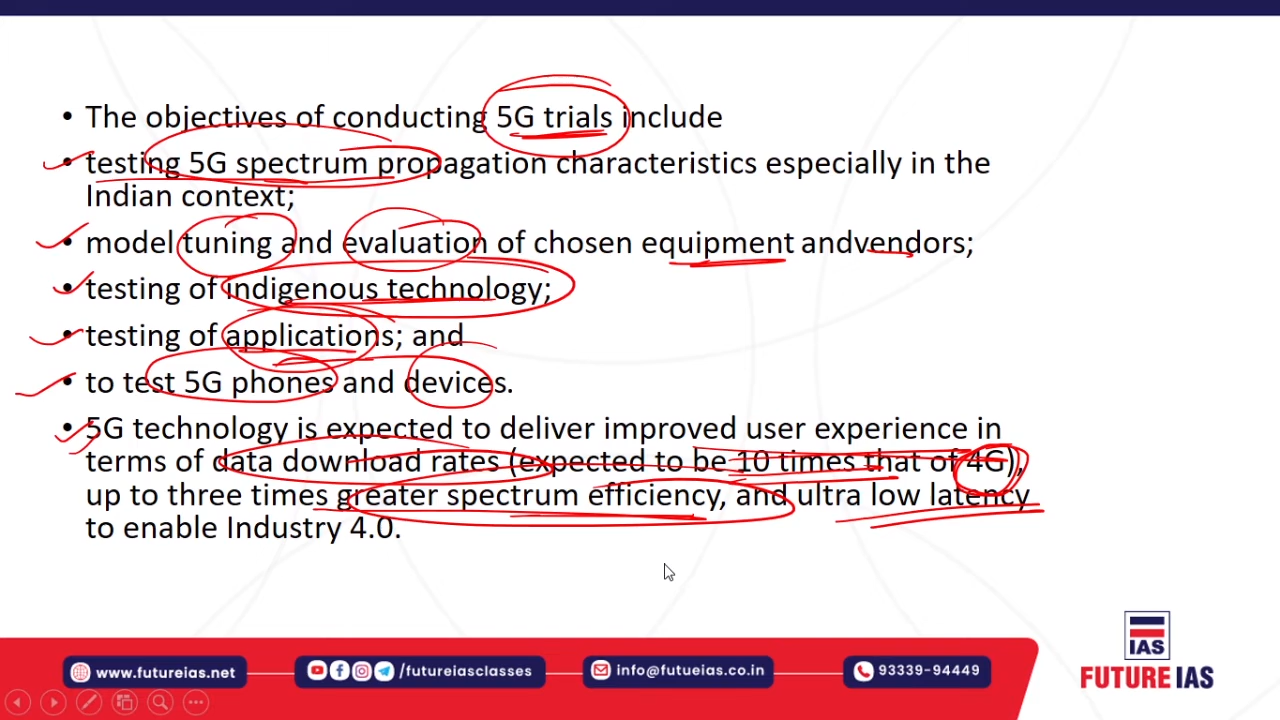 • The objectives of conducting 5G trials include
• testing 5G spectrum propagation characteristics especially in the
Indian context;
• model tuning and evaluation of chosen equipment andvendors;
• testing of indigenous technology;
• testing of applications; and
• to test 5G phones and devices.
• 5G technology is expected to deliver improved user experience in
terms of data download rates (expected to be 10 times that of 4G),
up to three times greater spectrum efficiency, and ultra low latency
to enable Industry 4.0.
IAS
FUTURE IAS
www.futureias.net
/futureiasclasses
info@futueias.co.in
93339-94449